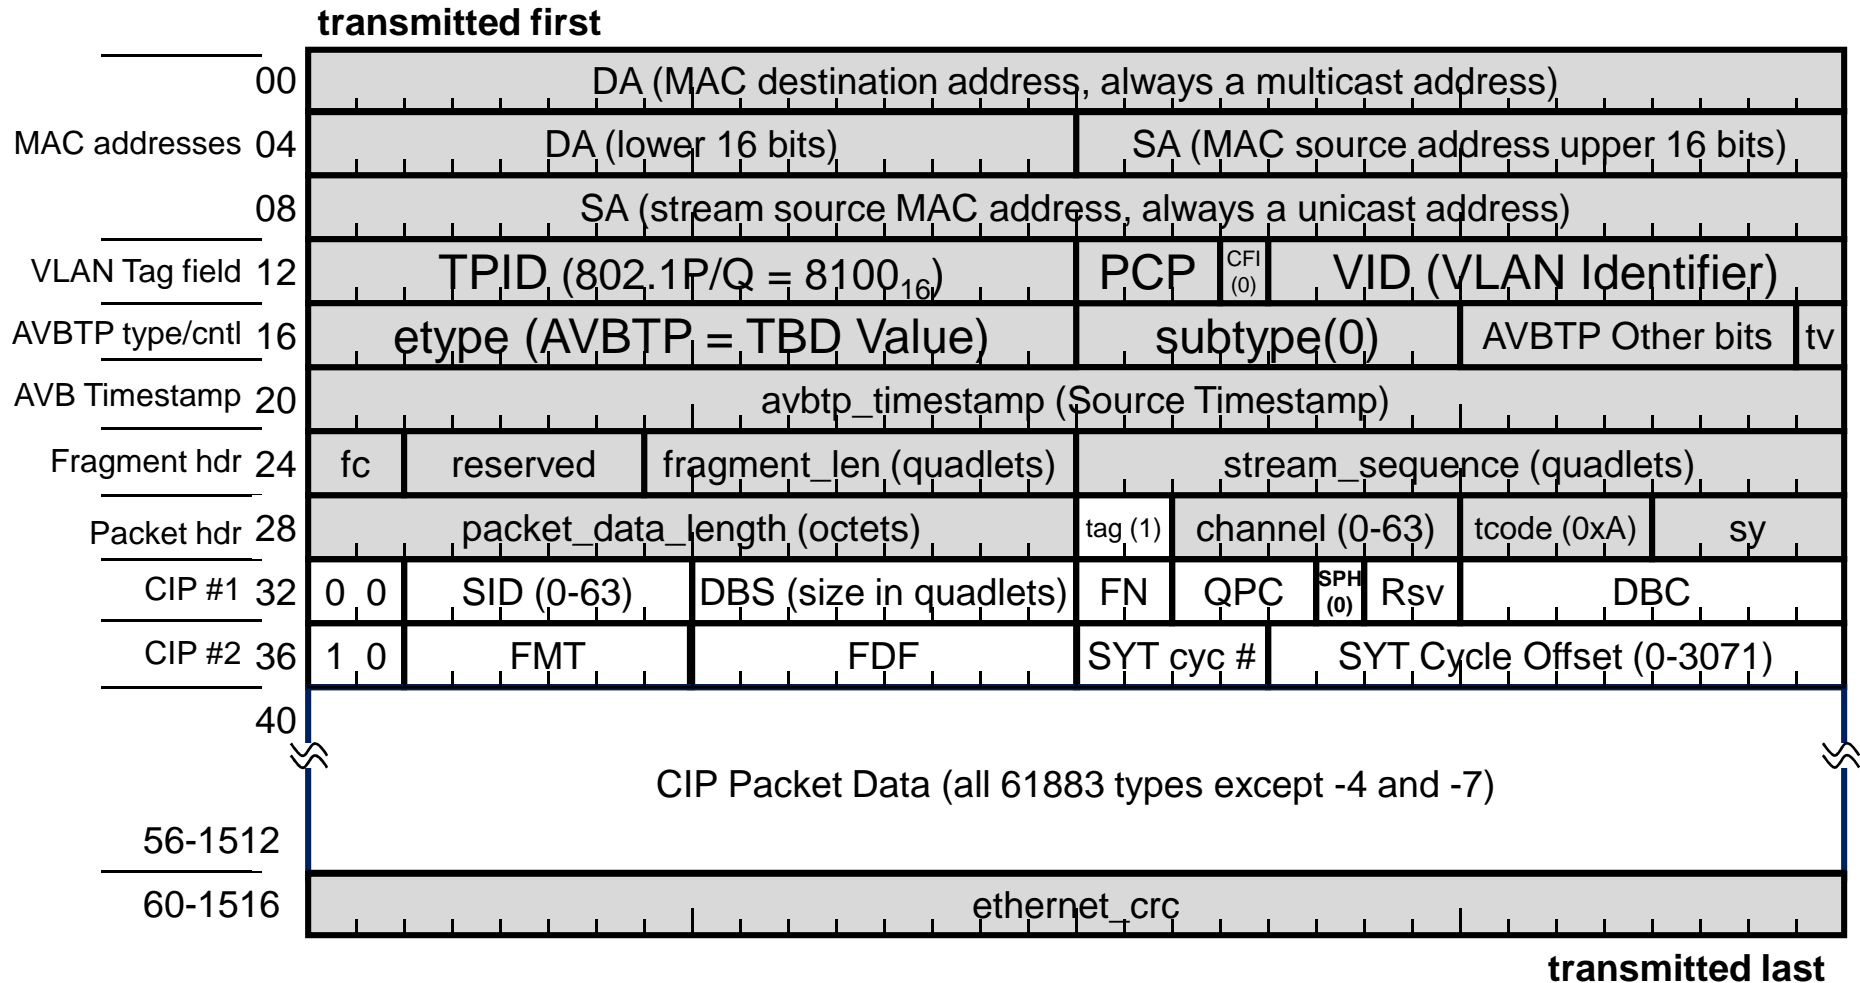 transmitted first
00 DA (MAC destination address, always a multicast address)
MAC addresses 04 DA (lower 16 bits) SA (MAC source address upper 16 bits)
08 SA (stream source MAC address, always a unicast address)
VLAN Tag field 12 TPID (802.1P/Q = 8100₁₆) PCP CFI (0) VID (VLAN Identifier)
AVBTP type/cntl 16 etype (AVBTP = TBD Value) subtype(0) AVBTP Other bits tv
AVB Timestamp 20 avbtp_timestamp (Source Timestamp)
Fragment hdr 24 fc reserved fragment_len (quadlets) stream_sequence (quadlets)
Packet hdr 28 packet_data_length (octets) tag (1) channel (0-63) tcode (0xA) sy
CIP #1 32 0 0 SID (0-63) DBS (size in quadlets) FN QPC SPH (0) Rsv DBC
CIP #2 36 1 0 FMT FDF SYT cyc # SYT Cycle Offset (0-3071)
40
CIP Packet Data (all 61883 types except -4 and -7)
56-1512
60-1516 ethernet_crc
transmitted last